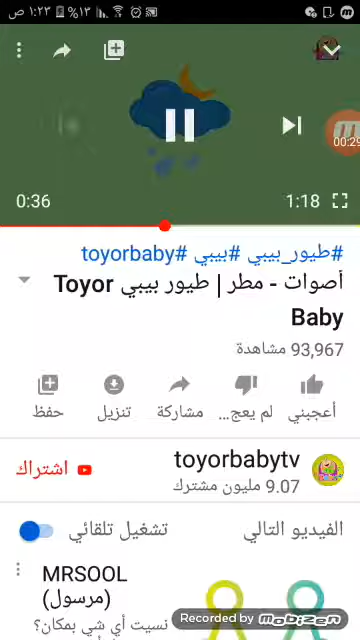 ١:٢٣ ص
١٣%
00:29
0:36
1:18
#طيور_بيبي #بيبي #toyorbaby
أصوات - مطر | طيور بيبي Toyor
Baby
93,967 مشاهدة
أعجبني
لم يعج...
مشاركة
تنزيل
حفظ
toyorbabytv
9.07 مليون مشترك
اشتراك
الفيديو التالي
تشغيل تلقائي
MRSOOL
(مرسول)
نسيت أي شي بمكان؟
Recorded by MOBIZEN